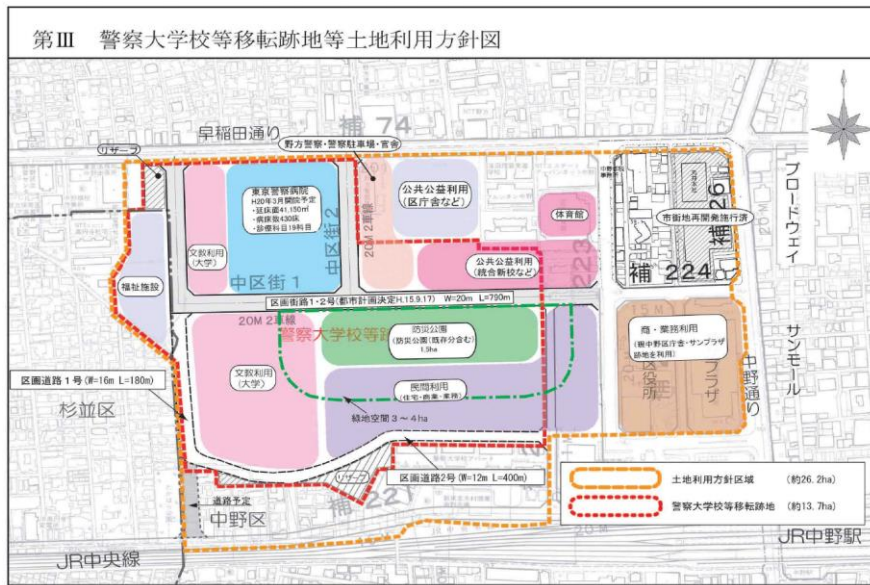 第Ⅲ 警察大学校等移転跡地等土地利用方針図
早稲田通り
補 74
リザーブ
野方警察・警察駐車場・官舎
東京警察病院
H20年3月開院予定
・延床面41,150㎡
・病床数430床
・診療科目19科目
文教利用
(大学)
中区街2
20M 2車線
公共公益利用
(区庁舎など)
体育館
公共公益利用
(統合新校など)
223
補 26
市街地再開発施行済
補 224
ブロードウェイ
20M
福祉施設
中区街1
区画街路1・2号(都市計画決定H.15.9.17) W=20m L=790m
20M 2車線
警察大学校等跡
防災公園
(防災公園(既存分含む)
1.5ha
文教利用
(大学)
民間利用
(住宅・商業・業務)
緑地空間3~4ha
15M
商・業務利用
(現中野区庁舎・サンプラザ
跡地を利用)
区役所
プラザ
中野通り
サンモール
区画道路1号(W=16m L=180m)
杉並区
リザーブ
区画道路2号(W=12m L=400m)
補 221
道路予定
中野区
土地利用方針区域 (約26.2ha)
警察大学校等移転跡地 (約13.7ha)
20M
JR中央線
JR中野駅